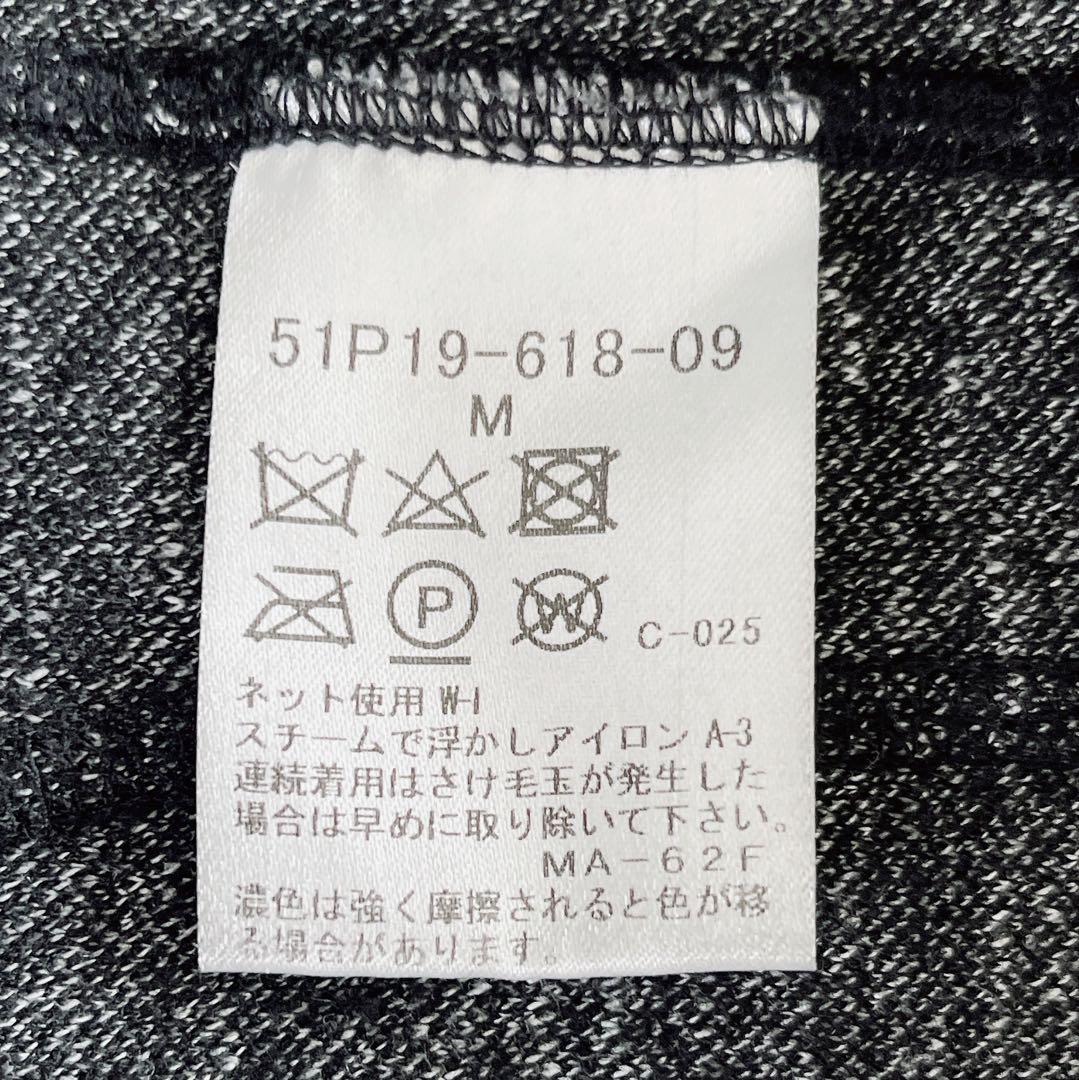 51P19-618-09
M
P
W
C-025
ネット使用 W-1
スチームで浮かしアイロン A-3
連続着用はさけ毛玉が発生した
場合は早めに取り除いて下さい。
MA-62F
濃色は強く摩擦されると色が移
る場合があります。